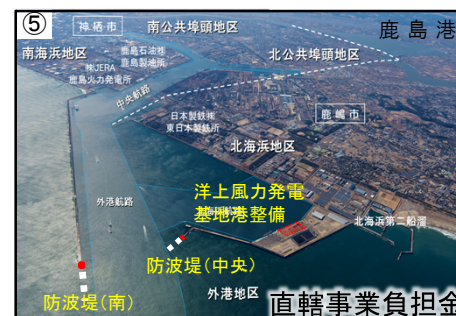 ⑤
神栖市
南公共埠頭地区
鹿島港
南海浜地区
鹿島石油㈱
鹿島製油所
北公共埠頭地区
㈱JERA
鹿島火力発電所
中央航路
日本製鉄㈱
東日本製鉄所
鹿嶋市
北海浜地区
洋上風力発電
基地港整備
外港航路
北海浜第二船溜
防波堤(中央)
外港地区
防波堤(南)
直轄事業負担金